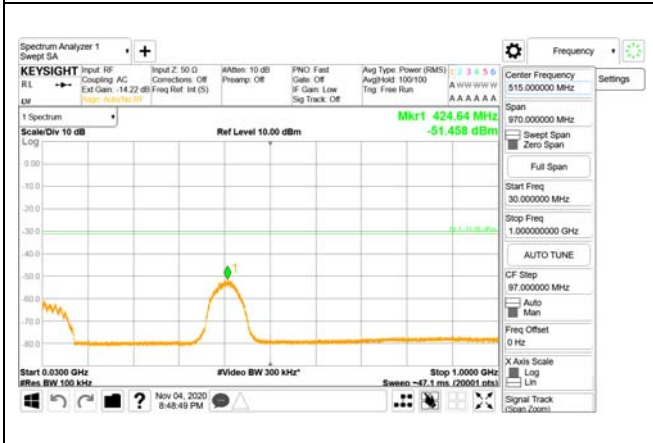 Spectrum Analyzer 1
Swept SA
Frequency
KEYSIGHT
R L
Input: RF
Coupling: AC
Ext Gain: -14.22 dB
Align: Auto/No RF
Input Z: 50 Ω
Corrections: Off
Freq Ref: Int (S)
#Atten: 10 dB
Preamp: Off
PNO: Fast
Gate: Off
IF Gain: Low
Sig Track: Off
Avg Type: Power (RMS)
Avg|Hold: 100/100
Trig: Free Run
1 2 3 4 5 6
A W W W W W
A A A A A A
Center Frequency
515.000000 MHz
Settings
1 Spectrum
Mkr1 424.64 MHz
Scale/Div 10 dB
Ref Level 10.00 dBm
-51.458 dBm
Log
Span
970.000000 MHz
Swept Span
Zero Span
Full Span
Start Freq
30.000000 MHz
Stop Freq
1.000000000 GHz
AUTO TUNE
CF Step
97.000000 MHz
Auto
Man
Freq Offset
0 Hz
X Axis Scale
Log
Lin
Signal Track
(Span Zoom)
0.00
-10.0
-20.0
-30.0
-40.0
-50.0
-60.0
-70.0
-80.0
1
Start 0.0300 GHz
#Video BW 300 kHz*
Stop 1.0000 GHz
#Res BW 100 kHz
Sweep ~47.1 ms (20001 pts)
Nov 04, 2020
8:48:49 PM